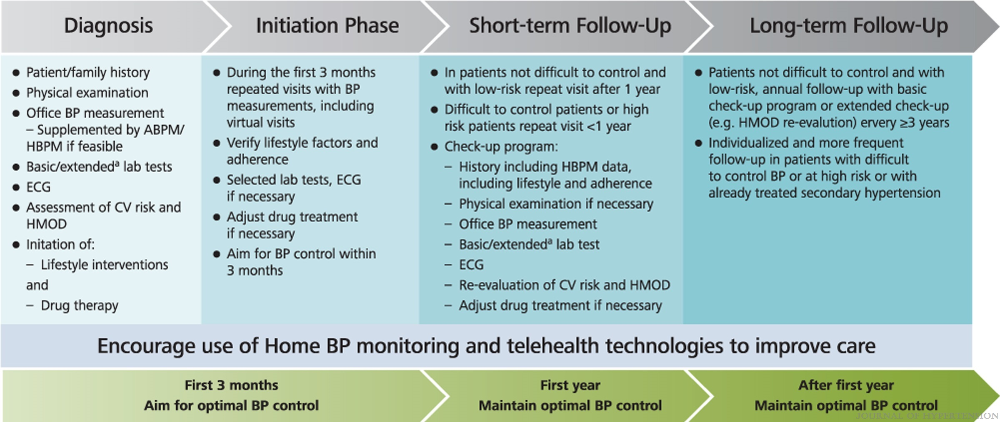 Diagnosis
Initiation Phase
Short-term Follow-Up
Long-term Follow-Up
● Patient/family history
● Physical examination
● Office BP measurement
– Supplemented by ABPM/
HBPM if feasible
● Basic/extendedª lab tests
● ECG
● Assessment of CV risk and
HMOD
● Initation of:
– Lifestyle interventions
and
– Drug therapy
● During the first 3 months
repeated visits with BP
measurements, including
virtual visits
● Verify lifestyle factors and
adherence
● Selected lab tests, ECG
if necessary
● Adjust drug treatment
if necessary
● Aim for BP control within
3 months
● In patients not difficult to control and
with low-risk repeat visit after 1 year
● Difficult to control patients or high
risk patients repeat visit <1 year
● Check-up program:
– History including HBPM data,
including lifestyle and adherence
– Physical examination if necessary
– Office BP measurement
– Basic/extendedª lab test
– ECG
– Re-evaluation of CV risk and HMOD
– Adjust drug treatment if necessary
● Patients not difficult to control and with
low-risk, annual follow-up with basic
check-up program or extended check-up
(e.g. HMOD re-evalution) ervery ≥3 years
● Individualized and more frequent
follow-up in patients with difficult
to control BP or at high risk or with
already treated secondary hypertension
Encourage use of Home BP monitoring and telehealth technologies to improve care
First 3 months
Aim for optimal BP control
First year
Maintain optimal BP control
After first year
Maintain optimal BP control
JOURNAL OF HYPERTENSION